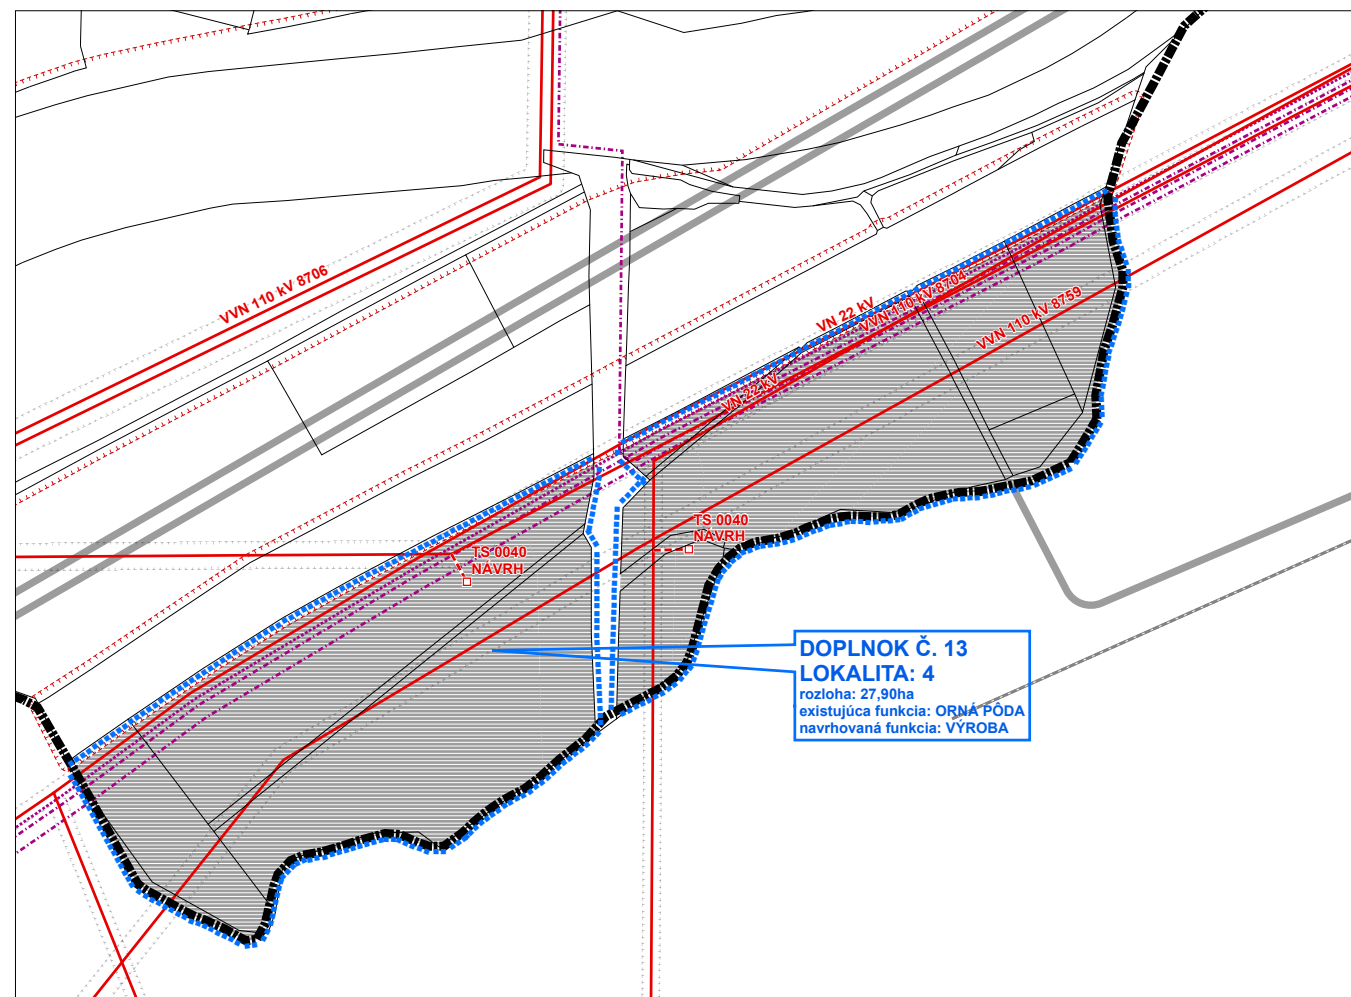 VVN 110 kV 8706
VN 22 kV
VVN 110 kV 8704
VVN 110 kV 8759
VN 22 kV
TS 0040
NÁVRH
TS 0040
NÁVRH
DOPLNOK Č. 13
LOKALITA: 4
rozloha: 27,90ha
existujúca funkcia: ORNÁ PÔDA
navrhovaná funkcia: VÝROBA